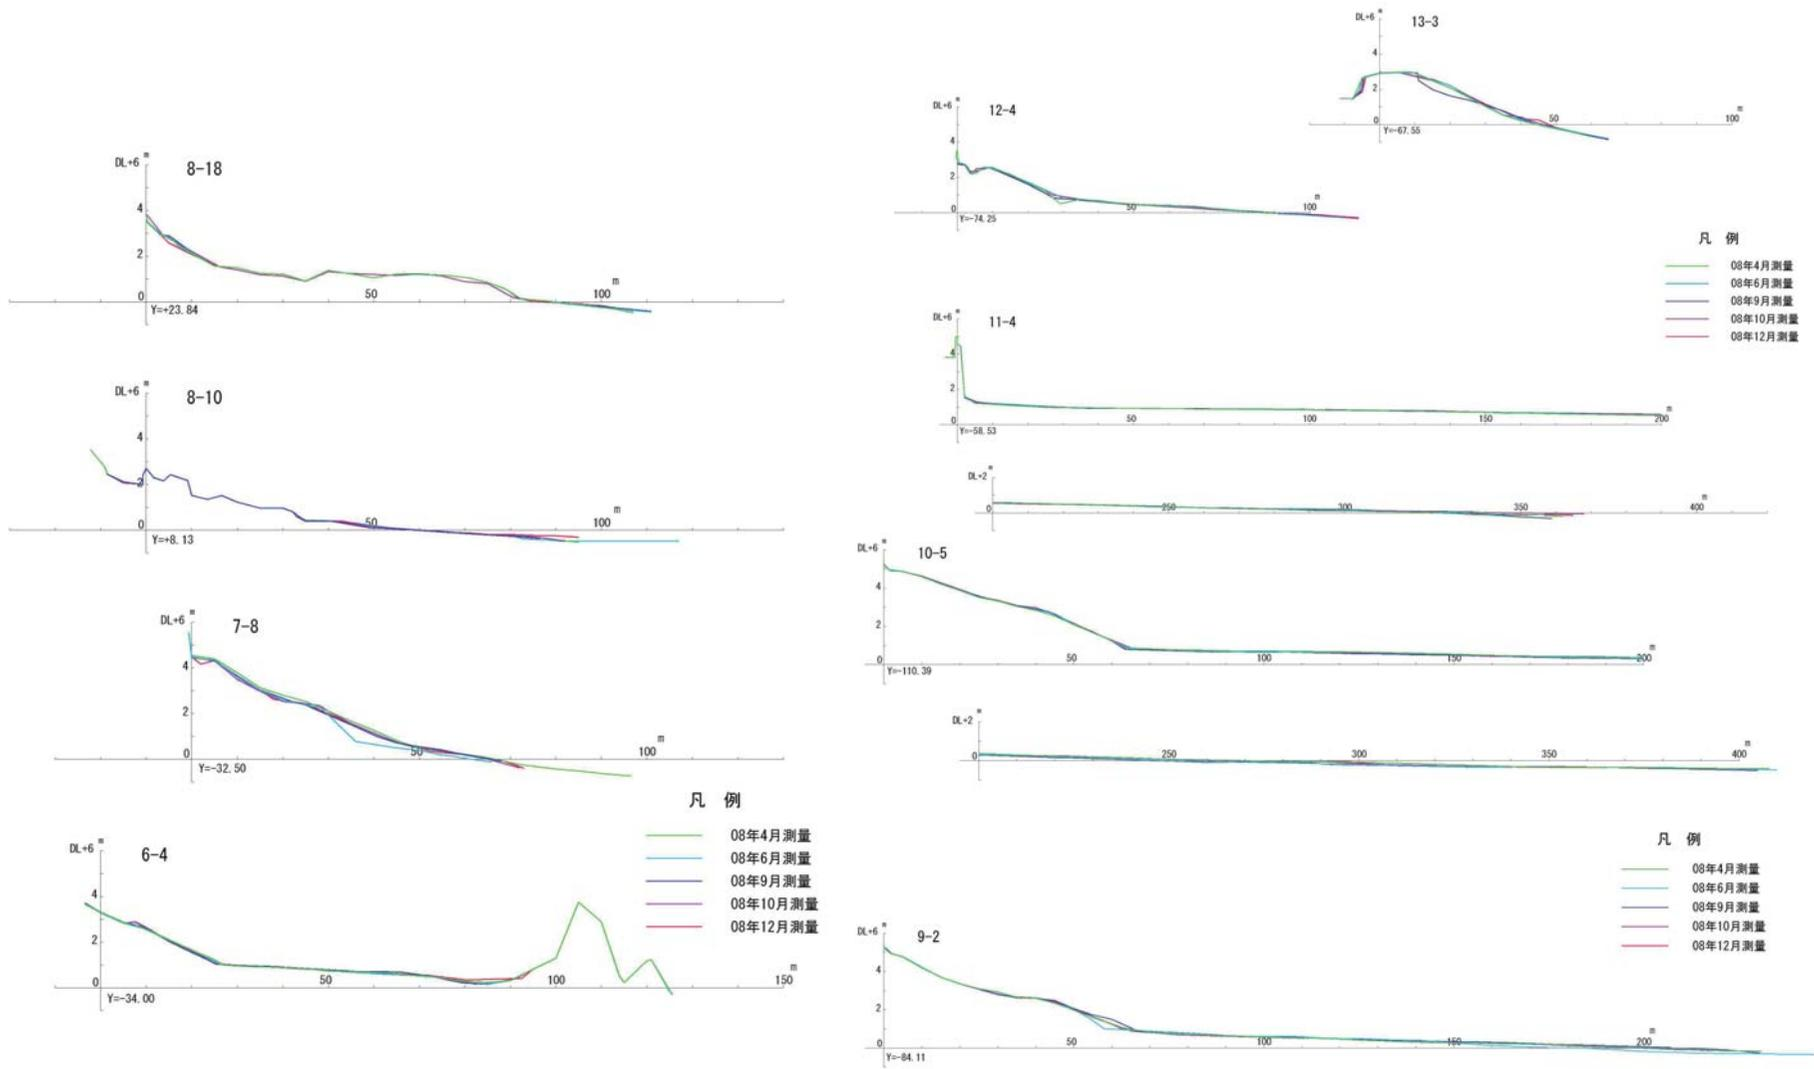 8-18
DL+6 m
4
2
0
50
100
m
Y=+23.84
8-10
DL+6 m
4
2
0
50
100
m
Y=+8.13
7-8
DL+6 m
4
2
0
50
100
m
Y=-32.50
凡 例
08年4月測量
08年6月測量
08年9月測量
08年10月測量
08年12月測量
6-4
DL+6 m
4
2
0
50
100
150
m
Y=-34.00
13-3
DL+6 m
4
2
0
50
100
m
Y=-67.55
12-4
DL+6 m
4
2
0
50
100
m
Y=-74.25
凡 例
08年4月測量
08年6月測量
08年9月測量
08年10月測量
08年12月測量
11-4
DL+6 m
4
2
0
50
100
150
200
m
Y=-58.53
DL+2 m
0
250
300
350
400
m
10-5
DL+6 m
4
2
0
50
100
150
200
m
Y=-110.39
DL+2 m
0
250
300
350
400
m
凡 例
08年4月測量
08年6月測量
08年9月測量
08年10月測量
08年12月測量
9-2
DL+6 m
4
2
0
50
100
150
200
m
Y=-84.11